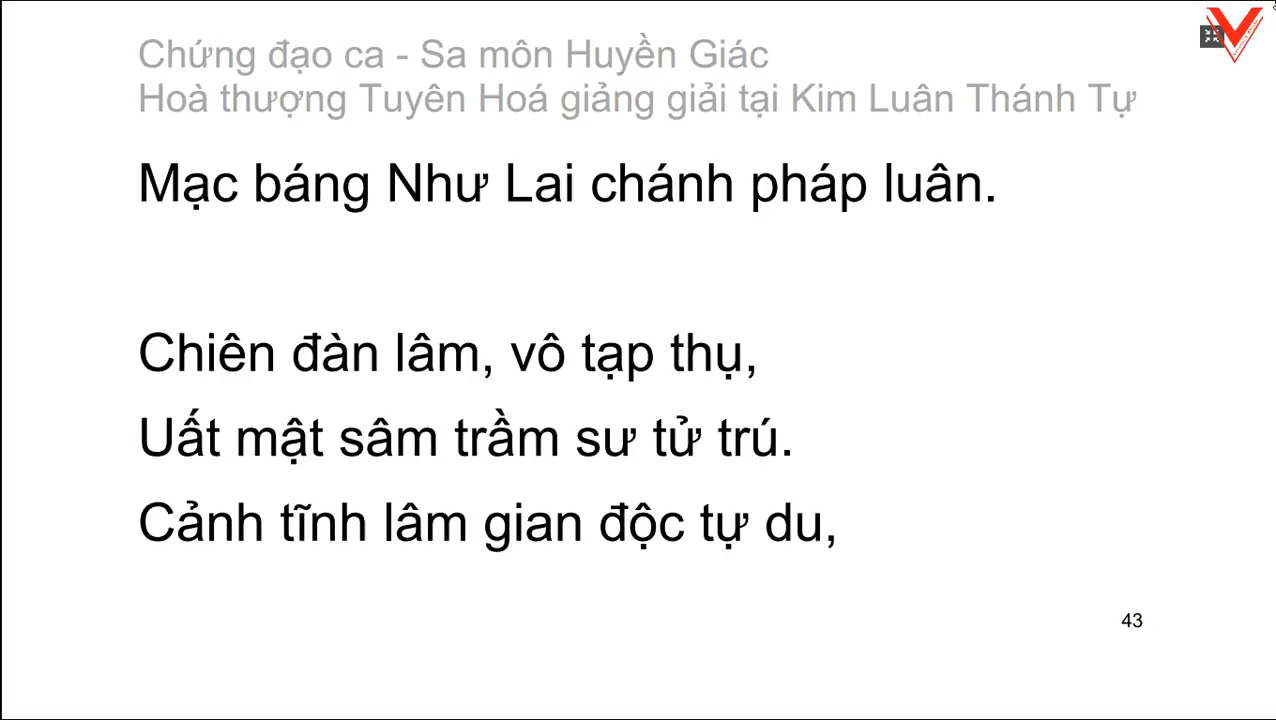 Chứng đạo ca - Sa môn Huyền Giác
Hoà thượng Tuyên Hoá giảng giải tại Kim Luân Thánh Tự
Mạc báng Như Lai chánh pháp luân.
Chiên đàn lâm, vô tạp thụ,
Uất mật sâm trầm sư tử trú.
Cảnh tĩnh lâm gian độc tự du,
43